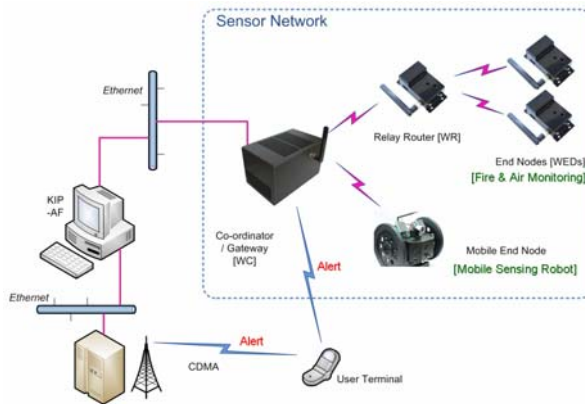 Sensor Network
Ethernet
Relay Router [WR]
End Nodes [WEDs]
[Fire & Air Monitoring]
KIP
-AF
Co-ordinator
/ Gateway
[WC]
Mobile End Node
[Mobile Sensing Robot]
Alert
Ethernet
Alert
CDMA
User Terminal